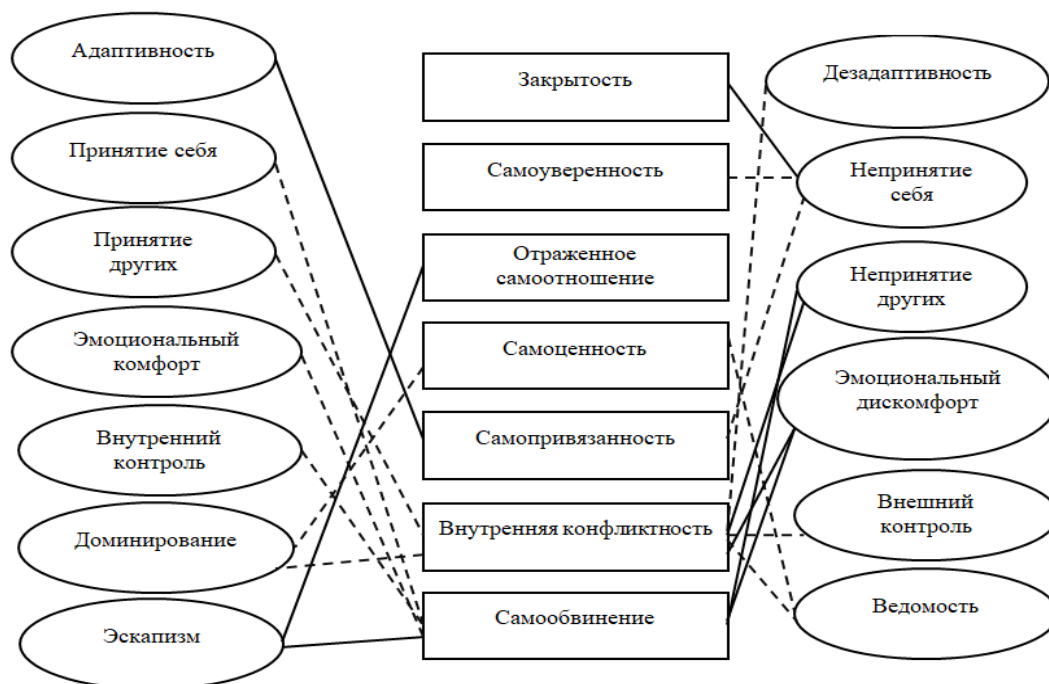 Адаптивность
Принятие себя
Принятие
других
Эмоциональный
комфорт
Внутренний
контроль
Доминирование
Эскапизм
Закрытость
Самоуверенность
Отраженное
самоотношение
Самоценность
Самопривязанность
Внутренняя конфликтность
Самообвинение
Дезадаптивность
Непринятие
себя
Непринятие
других
Эмоциональный
дискомфорт
Внешний
контроль
Ведомость